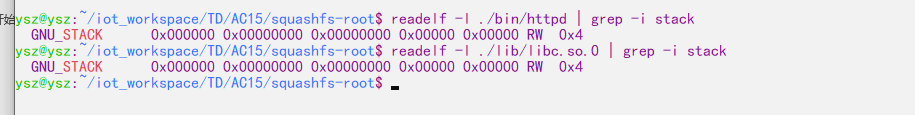 开始
ysz@ysz:~/iot_workspace/TD/AC15/squashfs-root$ readelf -l ./bin/httpd | grep -i stack
  GNU_STACK      0x000000 0x00000000 0x00000000 0x00000 0x00000 RW  0x4
ysz@ysz:~/iot_workspace/TD/AC15/squashfs-root$ readelf -l ./lib/libc.so.0 | grep -i stack
  GNU_STACK      0x000000 0x00000000 0x00000000 0x00000 0x00000 RW  0x4
ysz@ysz:~/iot_workspace/TD/AC15/squashfs-root$